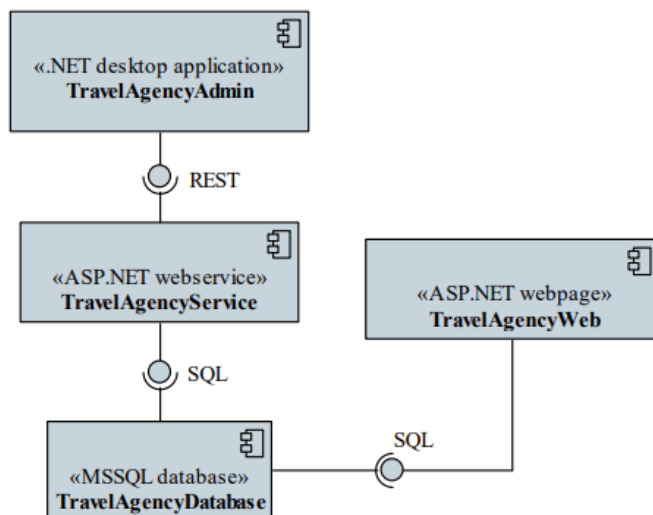 «.NET desktop application»
TravelAgencyAdmin
REST
«ASP.NET webservice»
TravelAgencyService
«ASP.NET webpage»
TravelAgencyWeb
SQL
SQL
«MSSQL database»
TravelAgencyDatabase